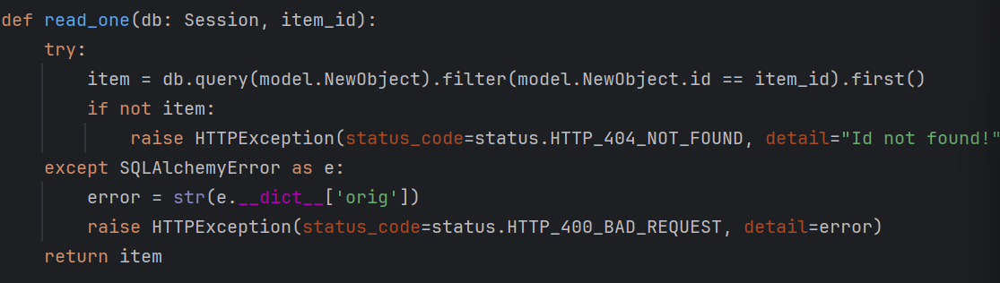 def read_one(db: Session, item_id):
    try:
        item = db.query(model.NewObject).filter(model.NewObject.id == item_id).first()
        if not item:
            raise HTTPException(status_code=status.HTTP_404_NOT_FOUND, detail="Id not found!"
    except SQLAlchemyError as e:
        error = str(e.__dict__['orig'])
        raise HTTPException(status_code=status.HTTP_400_BAD_REQUEST, detail=error)
    return item